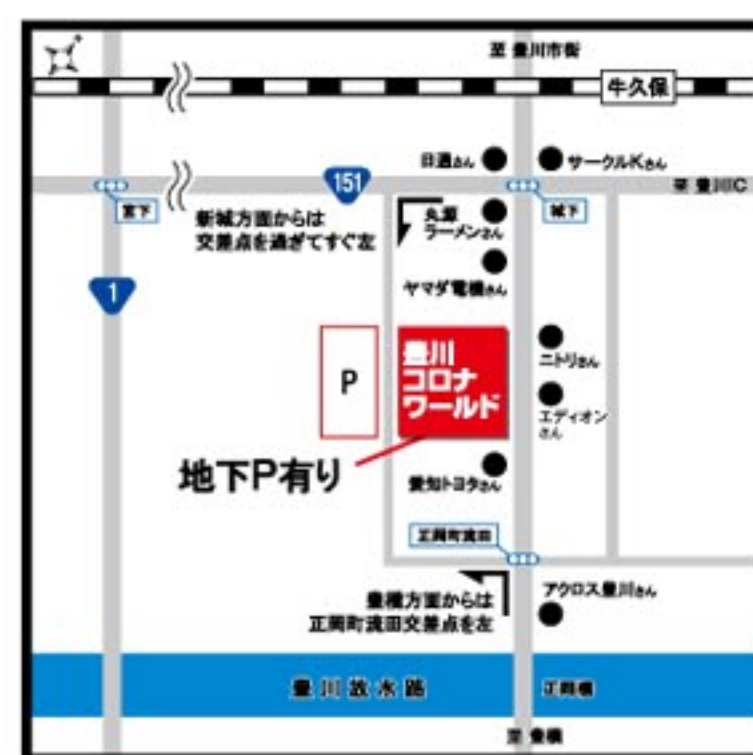 至 豊川市街
牛久保
日通さん
サークルKさん
151
至 豊川IC
宮下
城下
新城方面からは
交差点を過ぎてすぐ左
丸源
ラーメンさん
1
ヤマダ電機さん
P
豊川
コロナ
ワールド
ニトリさん
エディオン
さん
地下P有り
愛知トヨタさん
正岡町流田
豊橋方面からは
正岡町流田交差点を左
アクロス豊川さん
豊川放水路
正岡橋
至 豊橋